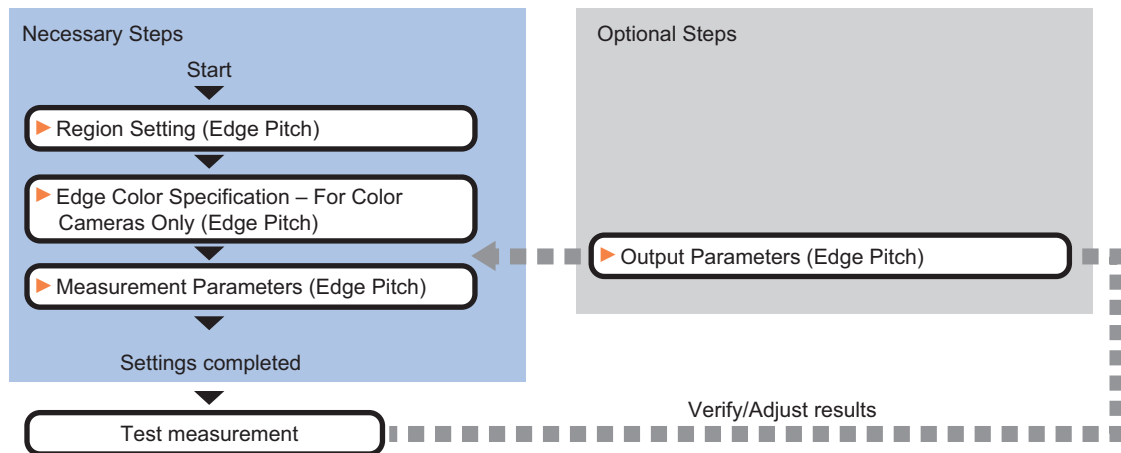 Necessary Steps
Start
Region Setting (Edge Pitch)
Edge Color Specification – For Color
Cameras Only (Edge Pitch)
Measurement Parameters (Edge Pitch)
Settings completed
Test measurement
Optional Steps
Output Parameters (Edge Pitch)
Verify/Adjust results